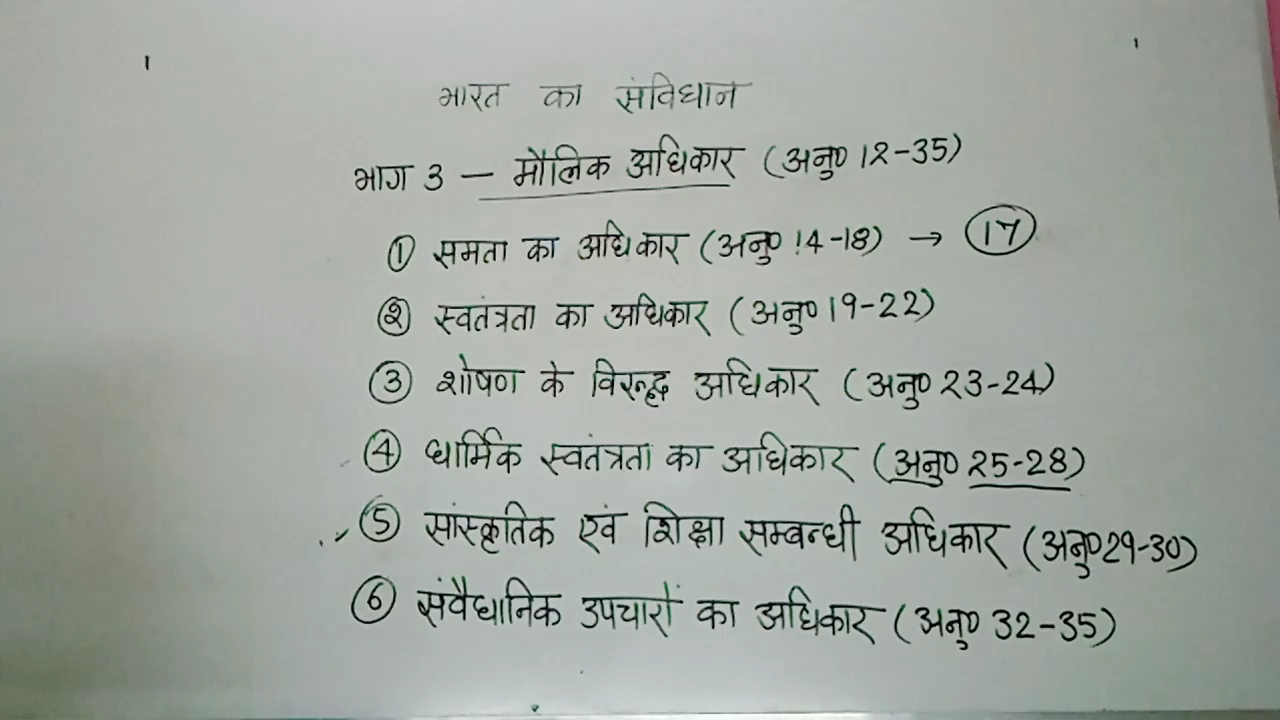 भारत का संविधान
भाग 3 — मौलिक अधिकार (अनु० 12-35)
① समता का अधिकार (अनु० 14-18) → ⑰
② स्वतंत्रता का अधिकार (अनु० 19-22)
③ शोषण के विरूद्ध अधिकार (अनु० 23-24)
④ धार्मिक स्वतंत्रता का अधिकार (अनु० 25-28)
⑤ सांस्कृतिक एवं शिक्षा सम्बन्धी अधिकार (अनु० 29-30)
⑥ संवैधानिक उपचारों का अधिकार (अनु० 32-35)